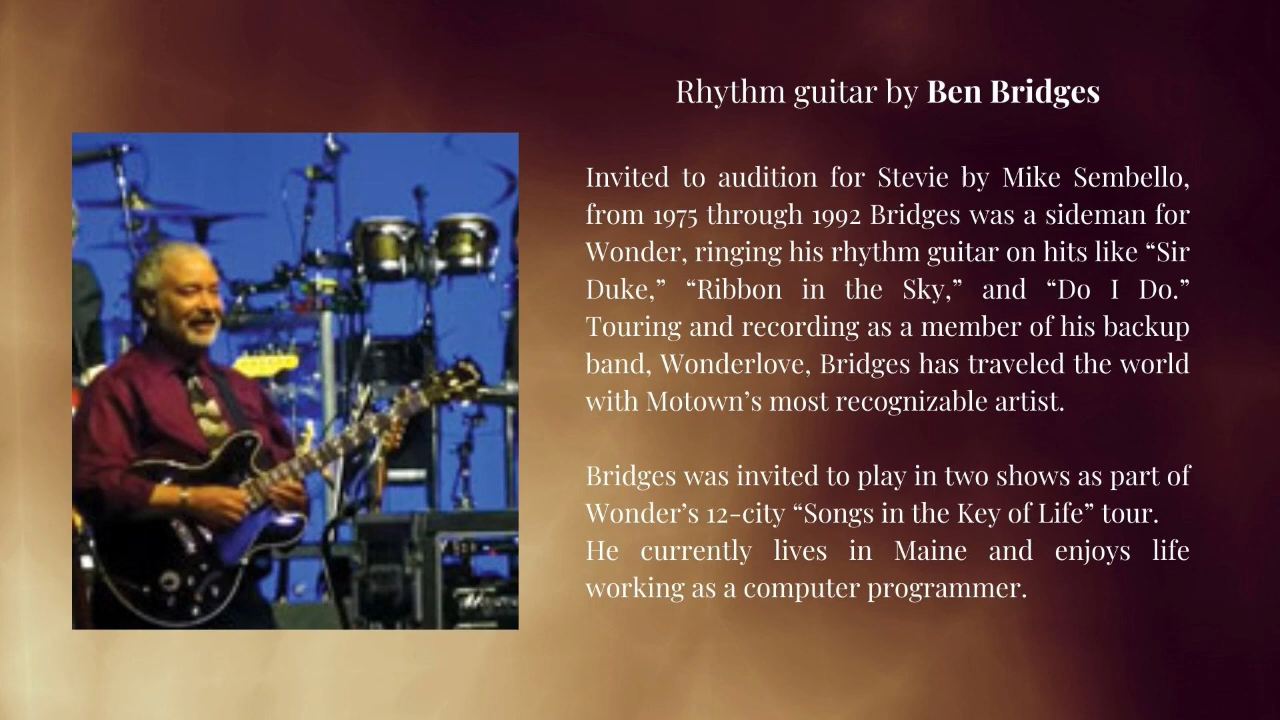 Rhythm guitar by Ben Bridges
Invited to audition for Stevie by Mike Sembello,
from 1975 through 1992 Bridges was a sideman for
Wonder, ringing his rhythm guitar on hits like “Sir
Duke,” “Ribbon in the Sky,” and “Do I Do.”
Touring and recording as a member of his backup
band, Wonderlove, Bridges has traveled the world
with Motown’s most recognizable artist.
Bridges was invited to play in two shows as part of
Wonder’s 12-city “Songs in the Key of Life” tour.
He currently lives in Maine and enjoys life
working as a computer programmer.